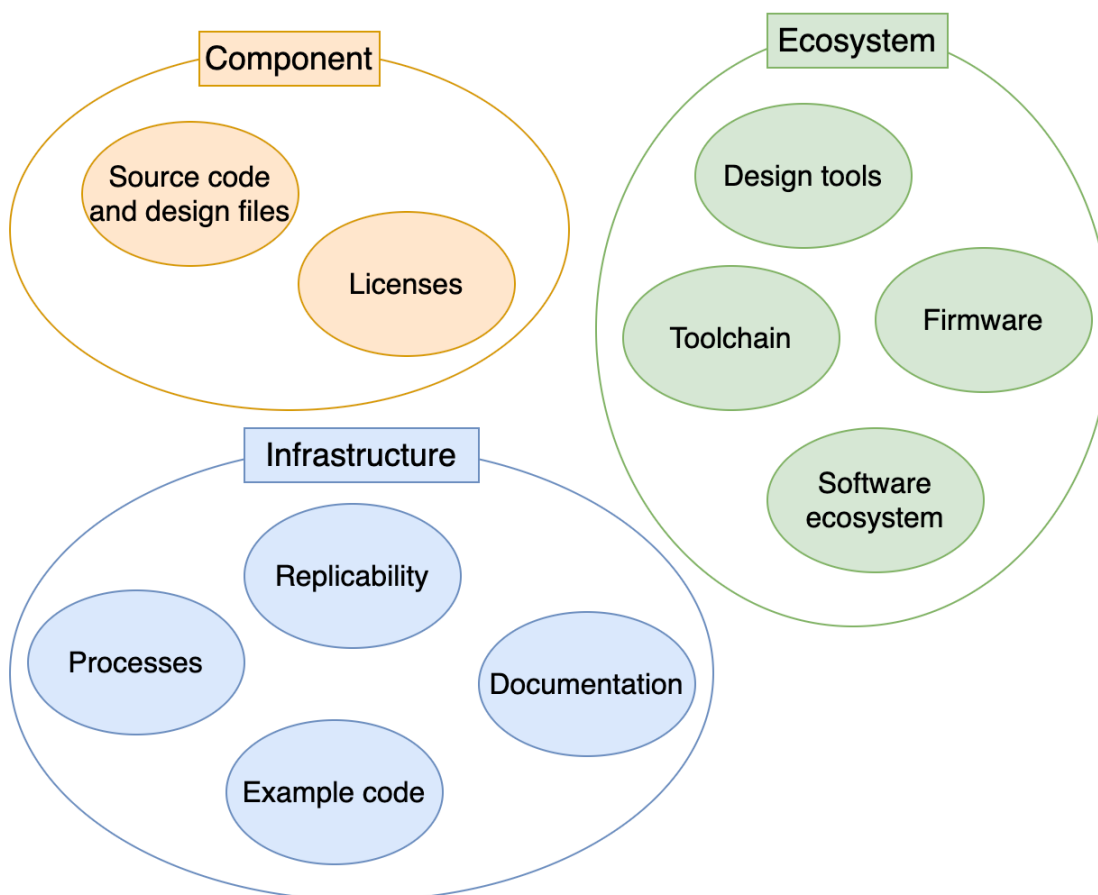 Component
Source code
and design files
Licenses
Ecosystem
Design tools
Toolchain
Firmware
Software
ecosystem
Infrastructure
Replicability
Processes
Documentation
Example code